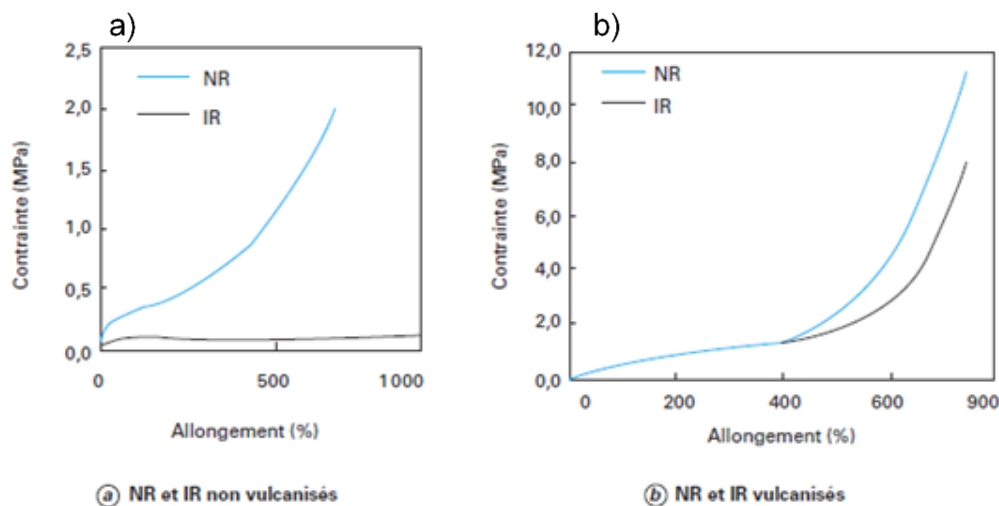 a)
2,5
2,0
1,5
1,0
0,5
0,0
NR
IR
Contrainte (MPa)
0
500
1000
Allongement (%)
a NR et IR non vulcanisés
b)
12,0
10,0
8,0
6,0
4,0
2,0
0,0
NR
IR
Contrainte (MPa)
0
200
400
600
900
Allongement (%)
b NR et IR vulcanisés